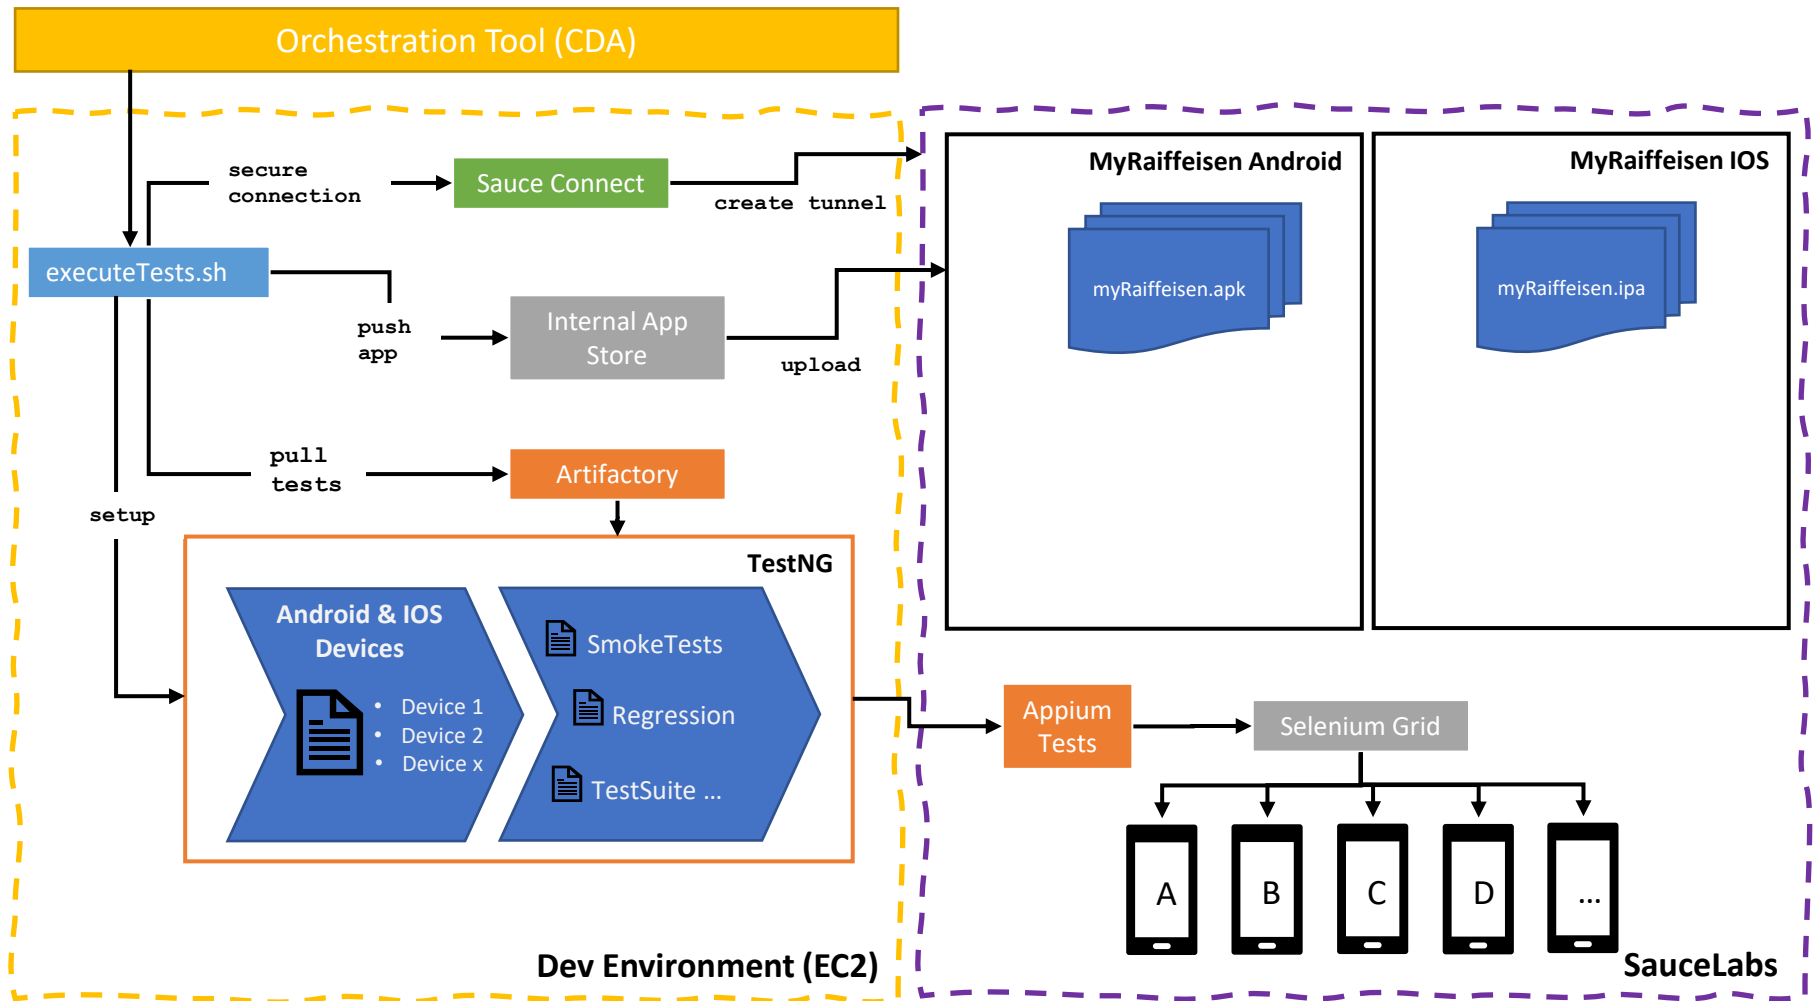 Orchestration Tool (CDA)
secure
connection
Sauce Connect
create tunnel
executeTests.sh
push
app
Internal App
Store
upload
pull
tests
Artifactory
setup
TestNG
Android & IOS
Devices
• Device 1
• Device 2
• Device x
SmokeTests
Regression
TestSuite ...
Dev Environment (EC2)
MyRaiffeisen Android
myRaiffeisen.apk
MyRaiffeisen IOS
myRaiffeisen.ipa
Appium
Tests
Selenium Grid
A
B
C
D
...
SauceLabs